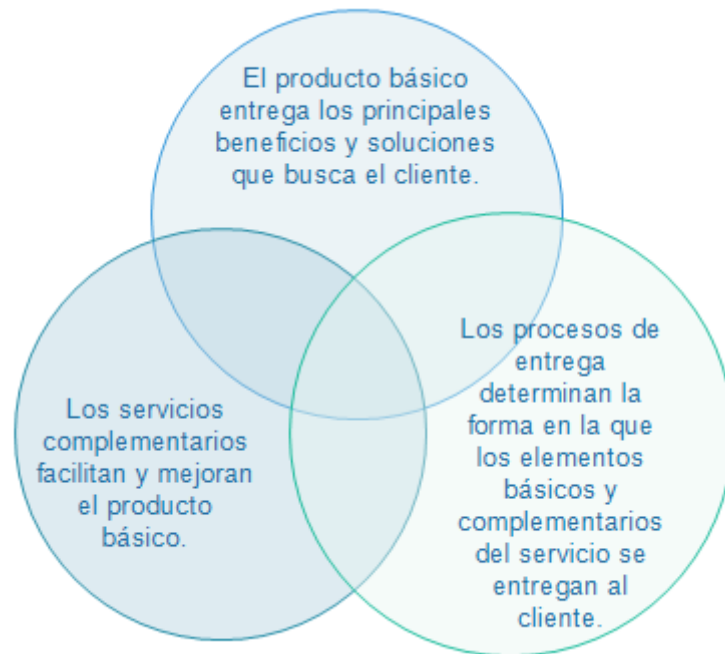 El producto básico
entrega los principales
beneficios y soluciones
que busca el cliente.
Los servicios
complementarios
facilitan y mejoran
el producto
básico.
Los procesos de
entrega
determinan la
forma en la que
los elementos
básicos y
complementarios
del servicio se
entregan al
cliente.